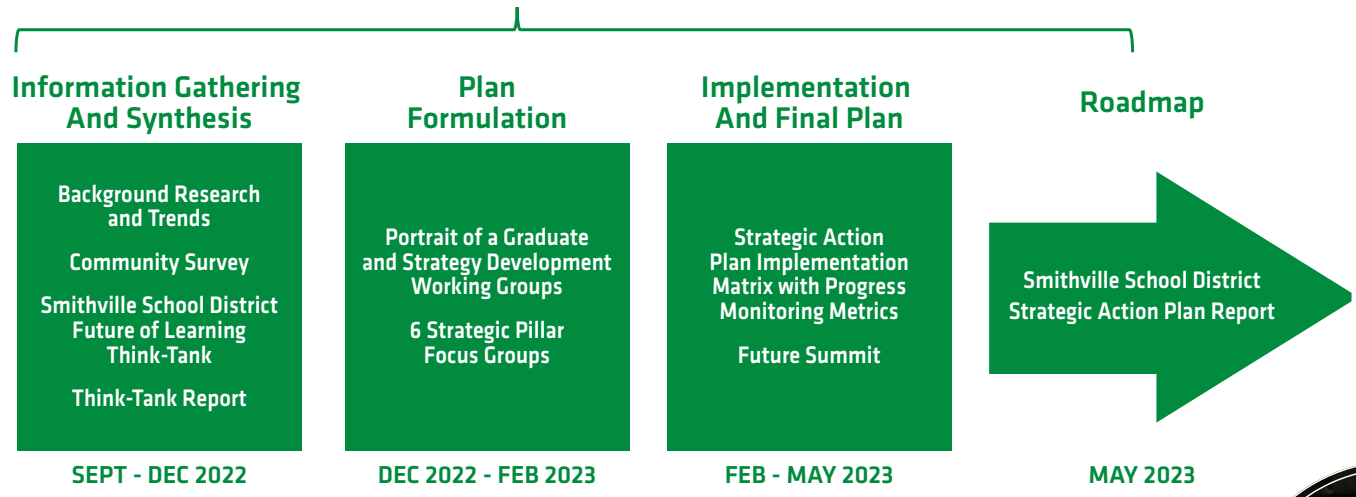 Information Gathering
And Synthesis
Background Research
and Trends
Community Survey
Smithville School District
Future of Learning
Think-Tank
Think-Tank Report
SEPT - DEC 2022
Plan
Formulation
Portrait of a Graduate
and Strategy Development
Working Groups
6 Strategic Pillar
Focus Groups
DEC 2022 - FEB 2023
Implementation
And Final Plan
Strategic Action
Plan Implementation
Matrix with Progress
Monitoring Metrics
Future Summit
FEB - MAY 2023
Roadmap
Smithville School District
Strategic Action Plan Report
MAY 2023